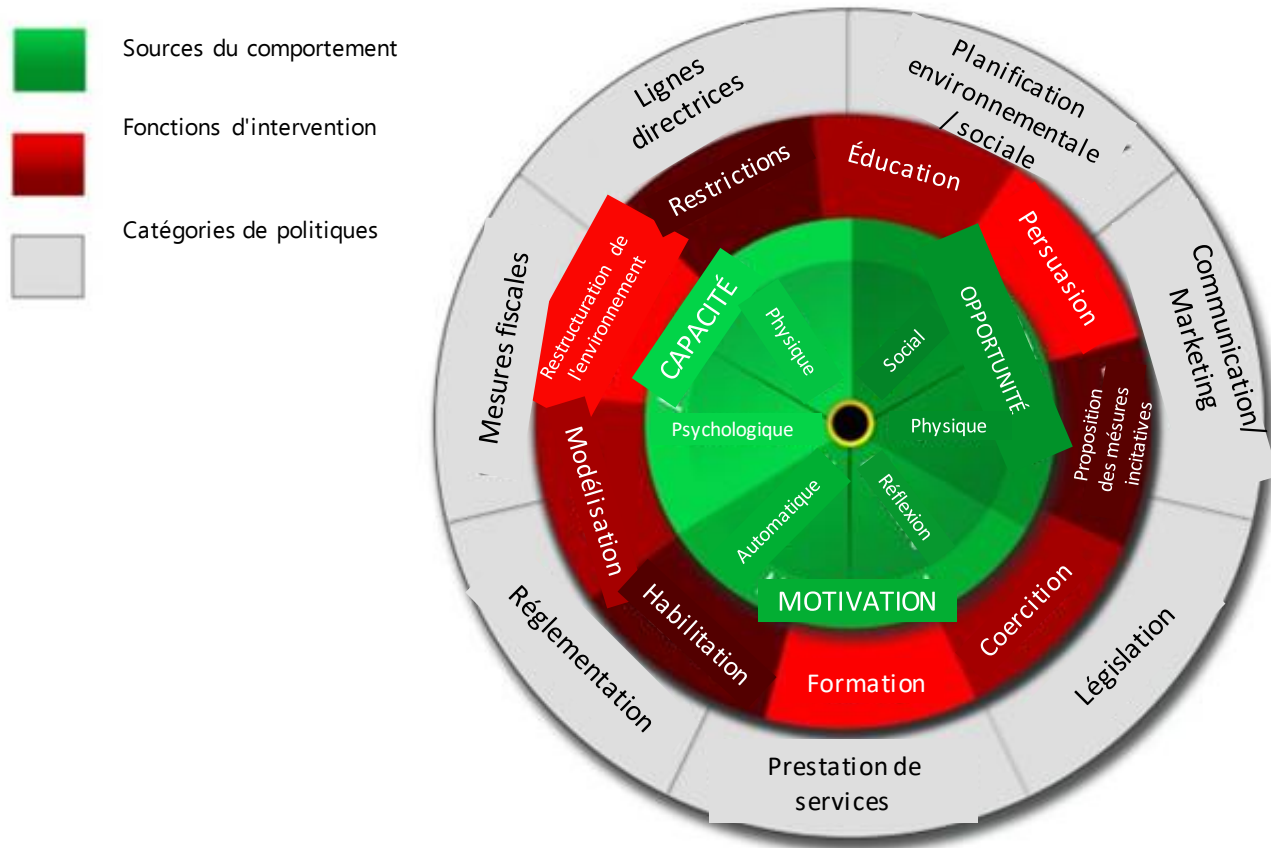 Sources du comportement
Fonctions d'intervention
Catégories de politiques
Lignes
directrices
Planification
environnementale
/ sociale
Communication/
Marketing
Législation
Prestation de
services
Réglementation
Mesures fiscales
Restrictions
Éducation
Persuasion
Proposition
des mésures
incitatives
Coercition
Formation
Habilitation
Modélisation
Restructuration de
l'environnement
CAPACITÉ
Physique
Psychologique
OPPORTUNITÉ
Social
Physique
MOTIVATION
Automatique
Réflexion